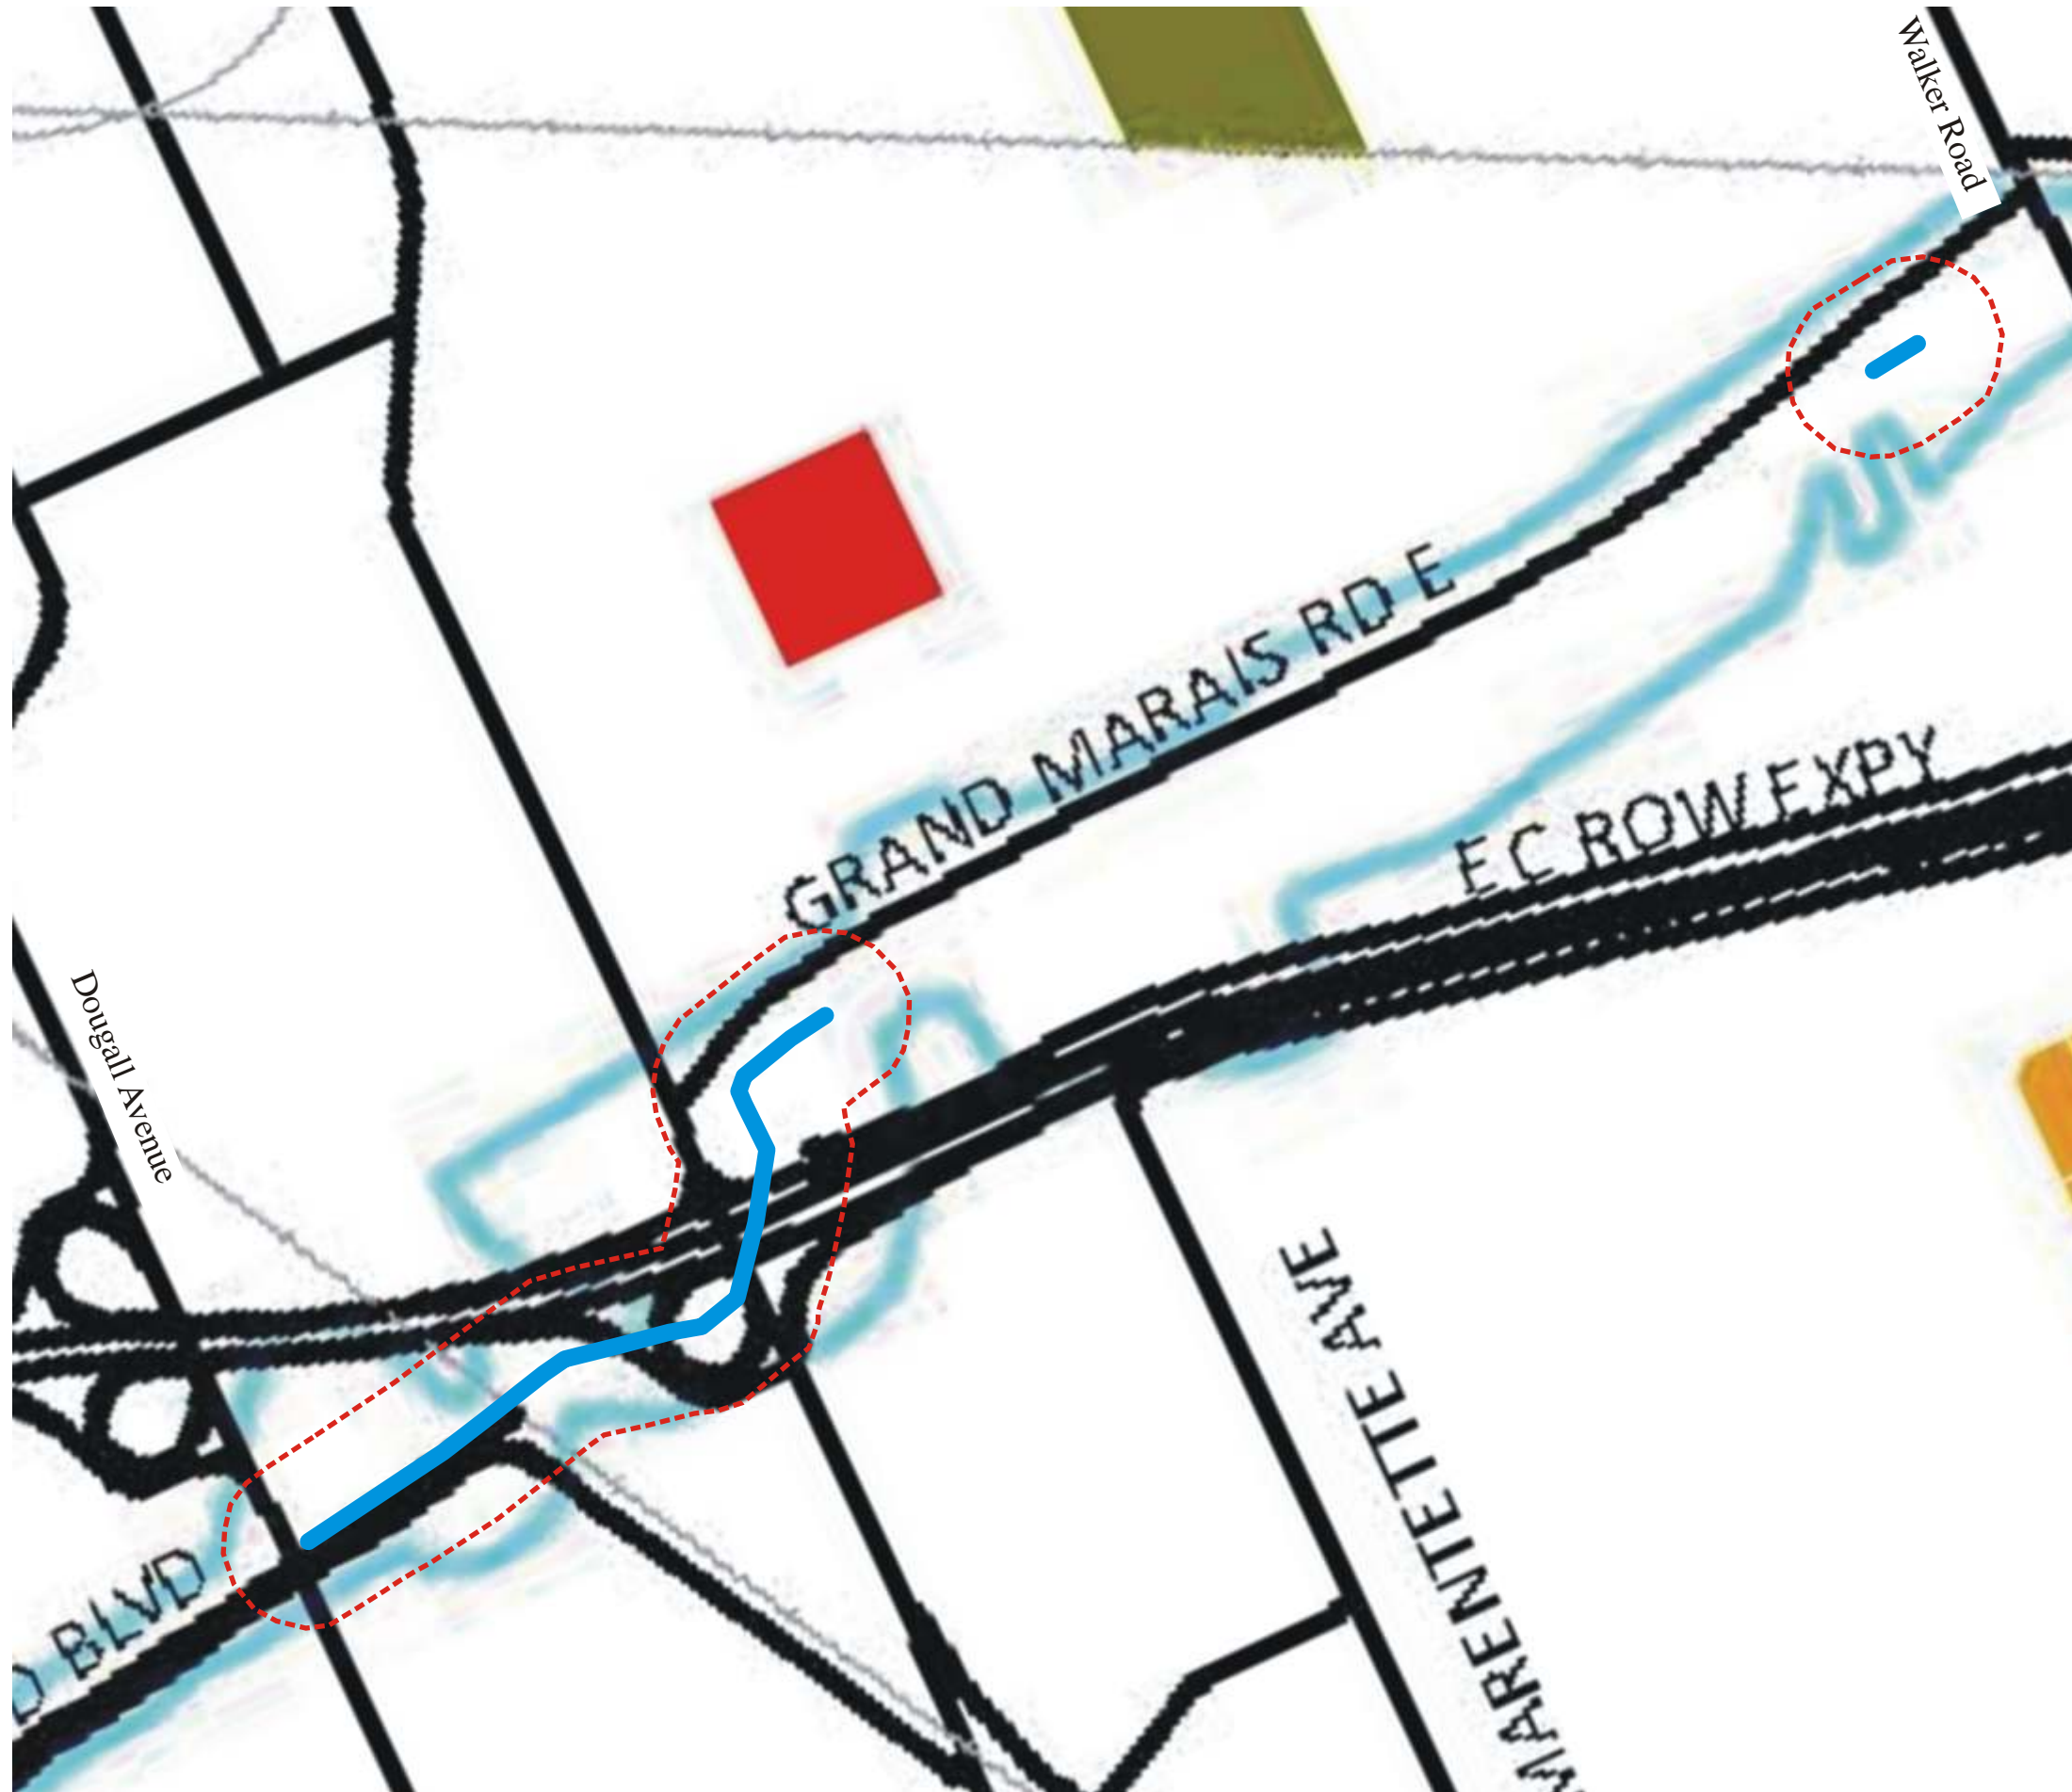 Walker Road
GRAND MARAIS RD E
E C ROW EXPY
Dougall Avenue
MARENTETTE AVE
D BLVD